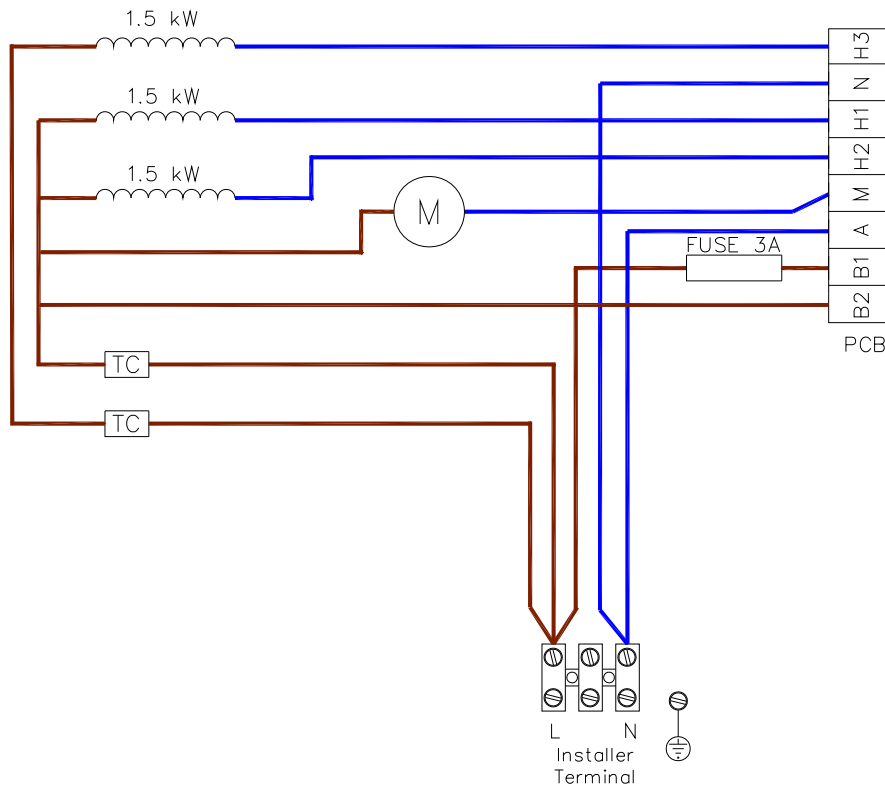 1.5 kW
H3
N
1.5 kW
H1
H2
1.5 kW
M
M
A
FUSE 3A
B1
B2
PCB
TC
TC
L
N
Installer
Terminal